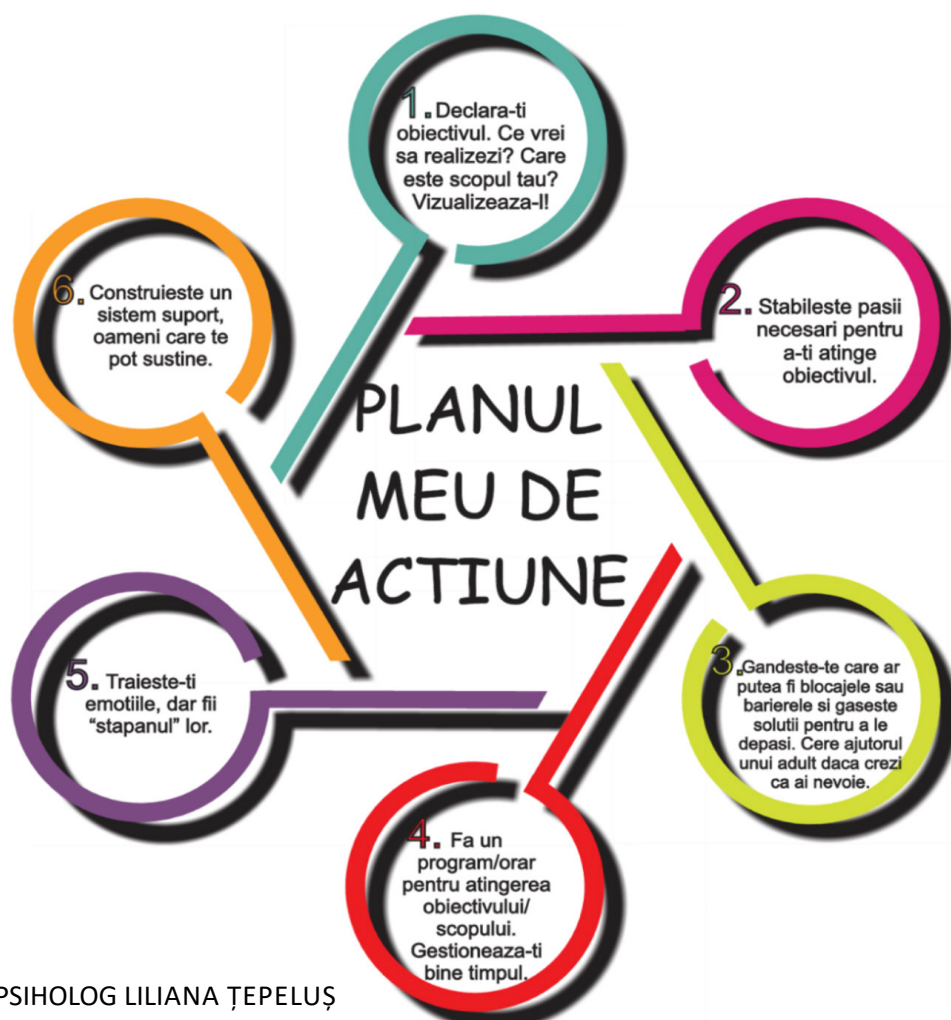 1. Declara-ti
obiectivul. Ce vrei
sa realizezi? Care
este scopul tau?
Vizualizeaza-l!
2. Stabileste pasii
necesari pentru
a-ti atinge
obiectivul.
3. Gandeste-te care ar
putea fi blocajele sau
barierele si gaseste
solutii pentru a le
depasi. Cere ajutorul
unui adult daca crezi
ca ai nevoie.
4. Fa un
program/orar
pentru atingerea
obiectivului/
scopului.
Gestioneaza-ti
bine timpul.
5. Traieste-ti
emotiile, dar fii
“stapanul” lor.
6. Construieste un
sistem suport,
oameni care te
pot sustine.
PLANUL
MEU DE
ACTIUNE
PSIHOLOG LILIANA ȚEPELUȘ